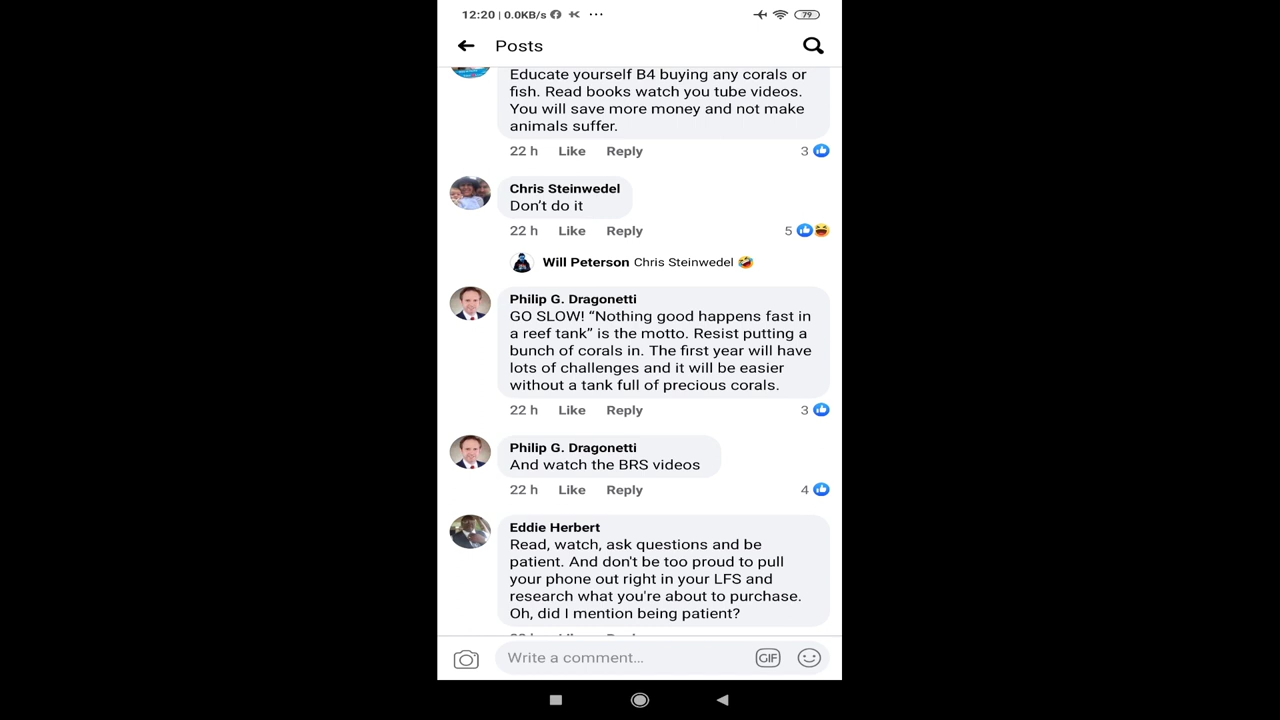 12:20 | 0.0KB/s ...
79
Posts
Educate yourself B4 buying any corals or
fish. Read books watch you tube videos.
You will save more money and not make
animals suffer.
22 h Like Reply 3
Chris Steinwedel
Don’t do it
22 h Like Reply 5
Will Peterson Chris Steinwedel 🤣
Philip G. Dragonetti
GO SLOW! “Nothing good happens fast in
a reef tank” is the motto. Resist putting a
bunch of corals in. The first year will have
lots of challenges and it will be easier
without a tank full of precious corals.
22 h Like Reply 3
Philip G. Dragonetti
And watch the BRS videos
22 h Like Reply 4
Eddie Herbert
Read, watch, ask questions and be
patient. And don't be too proud to pull
your phone out right in your LFS and
research what you're about to purchase.
Oh, did I mention being patient?
Write a comment...
GIF